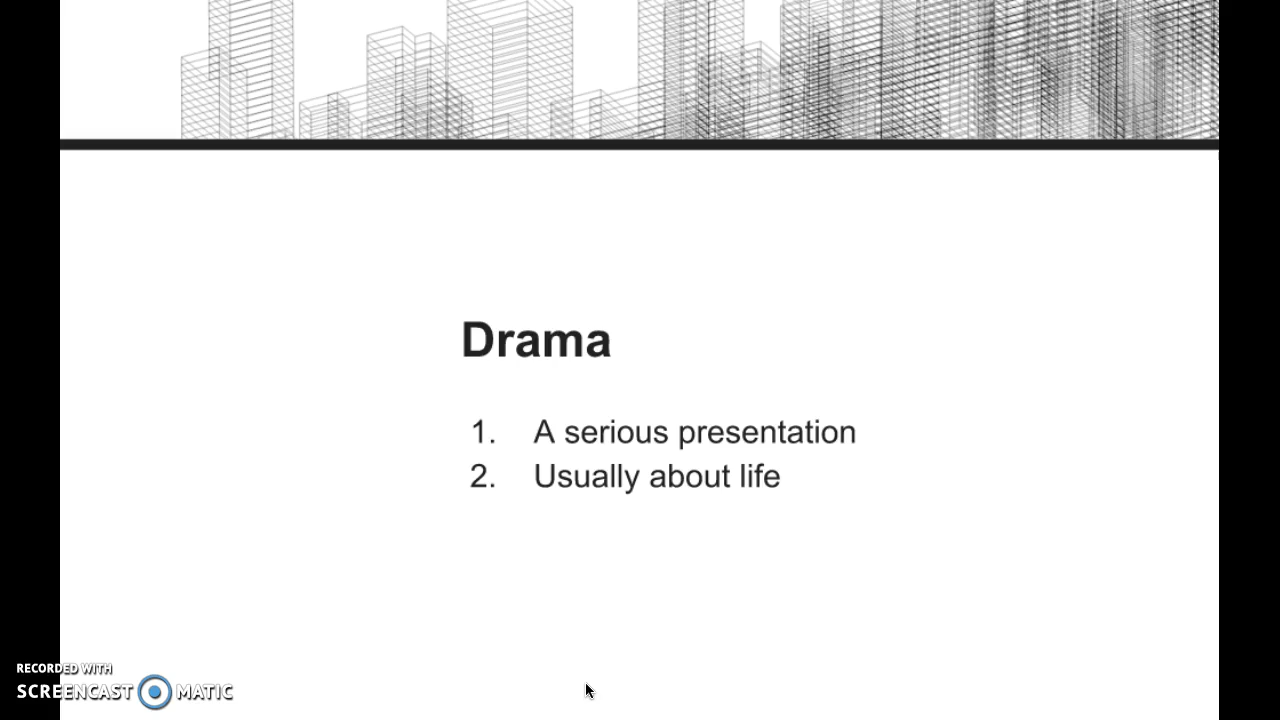 Drama
1. A serious presentation
2. Usually about life
RECORDED WITH
SCREENCAST MATIC